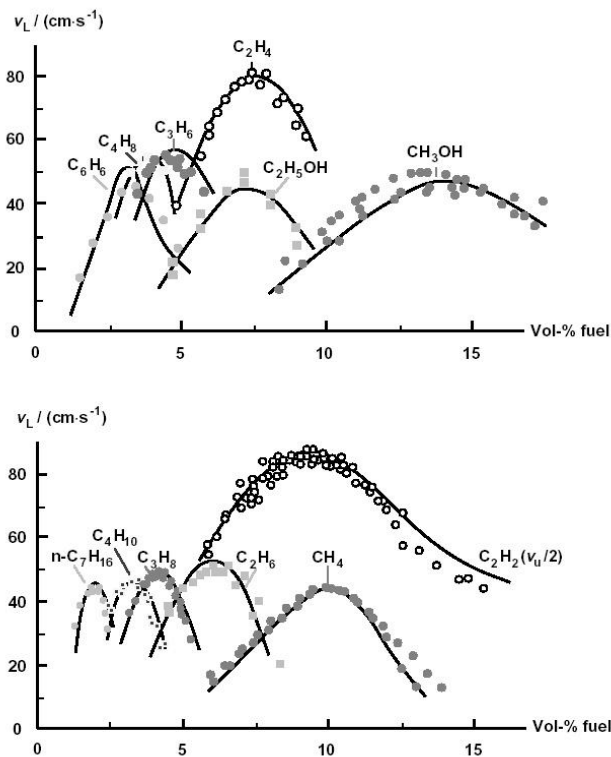 v_L / (cm·s⁻¹)
C₂H₄
80
C₃H₆
C₄H₈
60
C₆H₆
C₂H₅OH
CH₃OH
40
20
0
0 5 10 15 Vol-% fuel
v_L / (cm·s⁻¹)
80
C₄H₁₀
n-C₇H₁₆ C₃H₈ C₂H₆ CH₄ C₂H₂(v_u/2)
60
40
20
0
0 5 10 15 Vol-% fuel